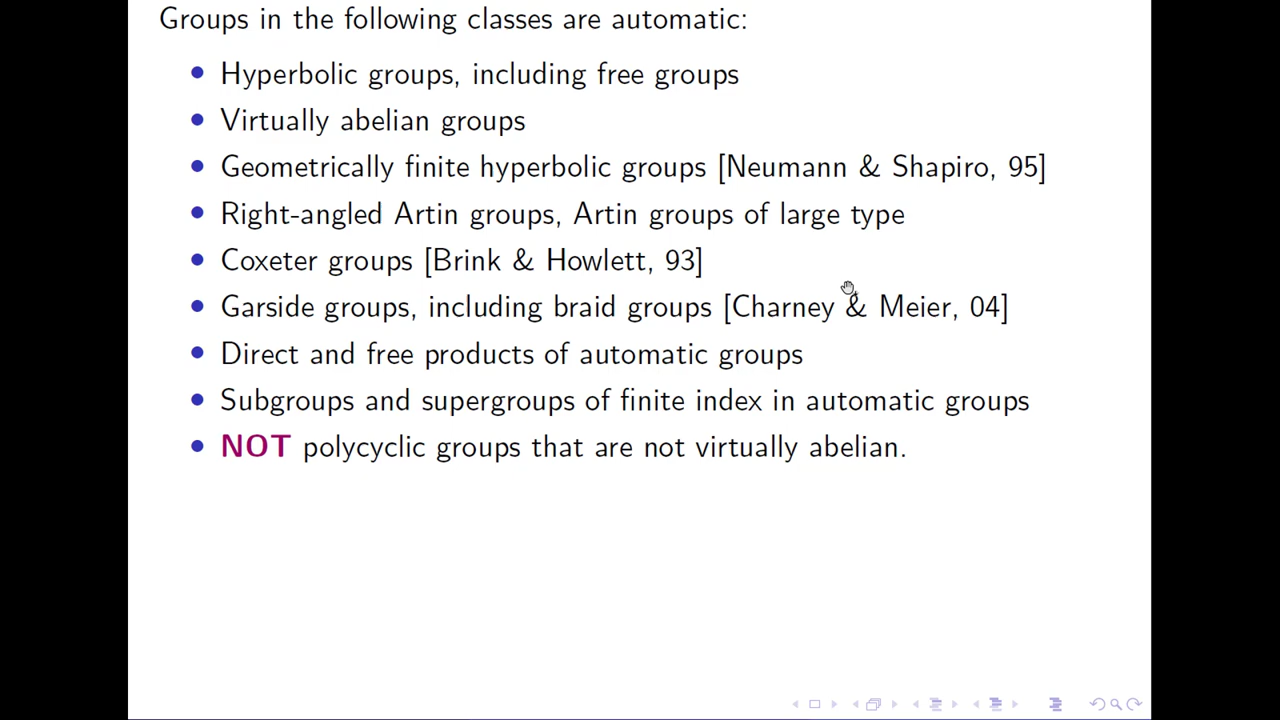 Groups in the following classes are automatic:
• Hyperbolic groups, including free groups
• Virtually abelian groups
• Geometrically finite hyperbolic groups [Neumann & Shapiro, 95]
• Right-angled Artin groups, Artin groups of large type
• Coxeter groups [Brink & Howlett, 93]
• Garside groups, including braid groups [Charney & Meier, 04]
• Direct and free products of automatic groups
• Subgroups and supergroups of finite index in automatic groups
• NOT polycyclic groups that are not virtually abelian.